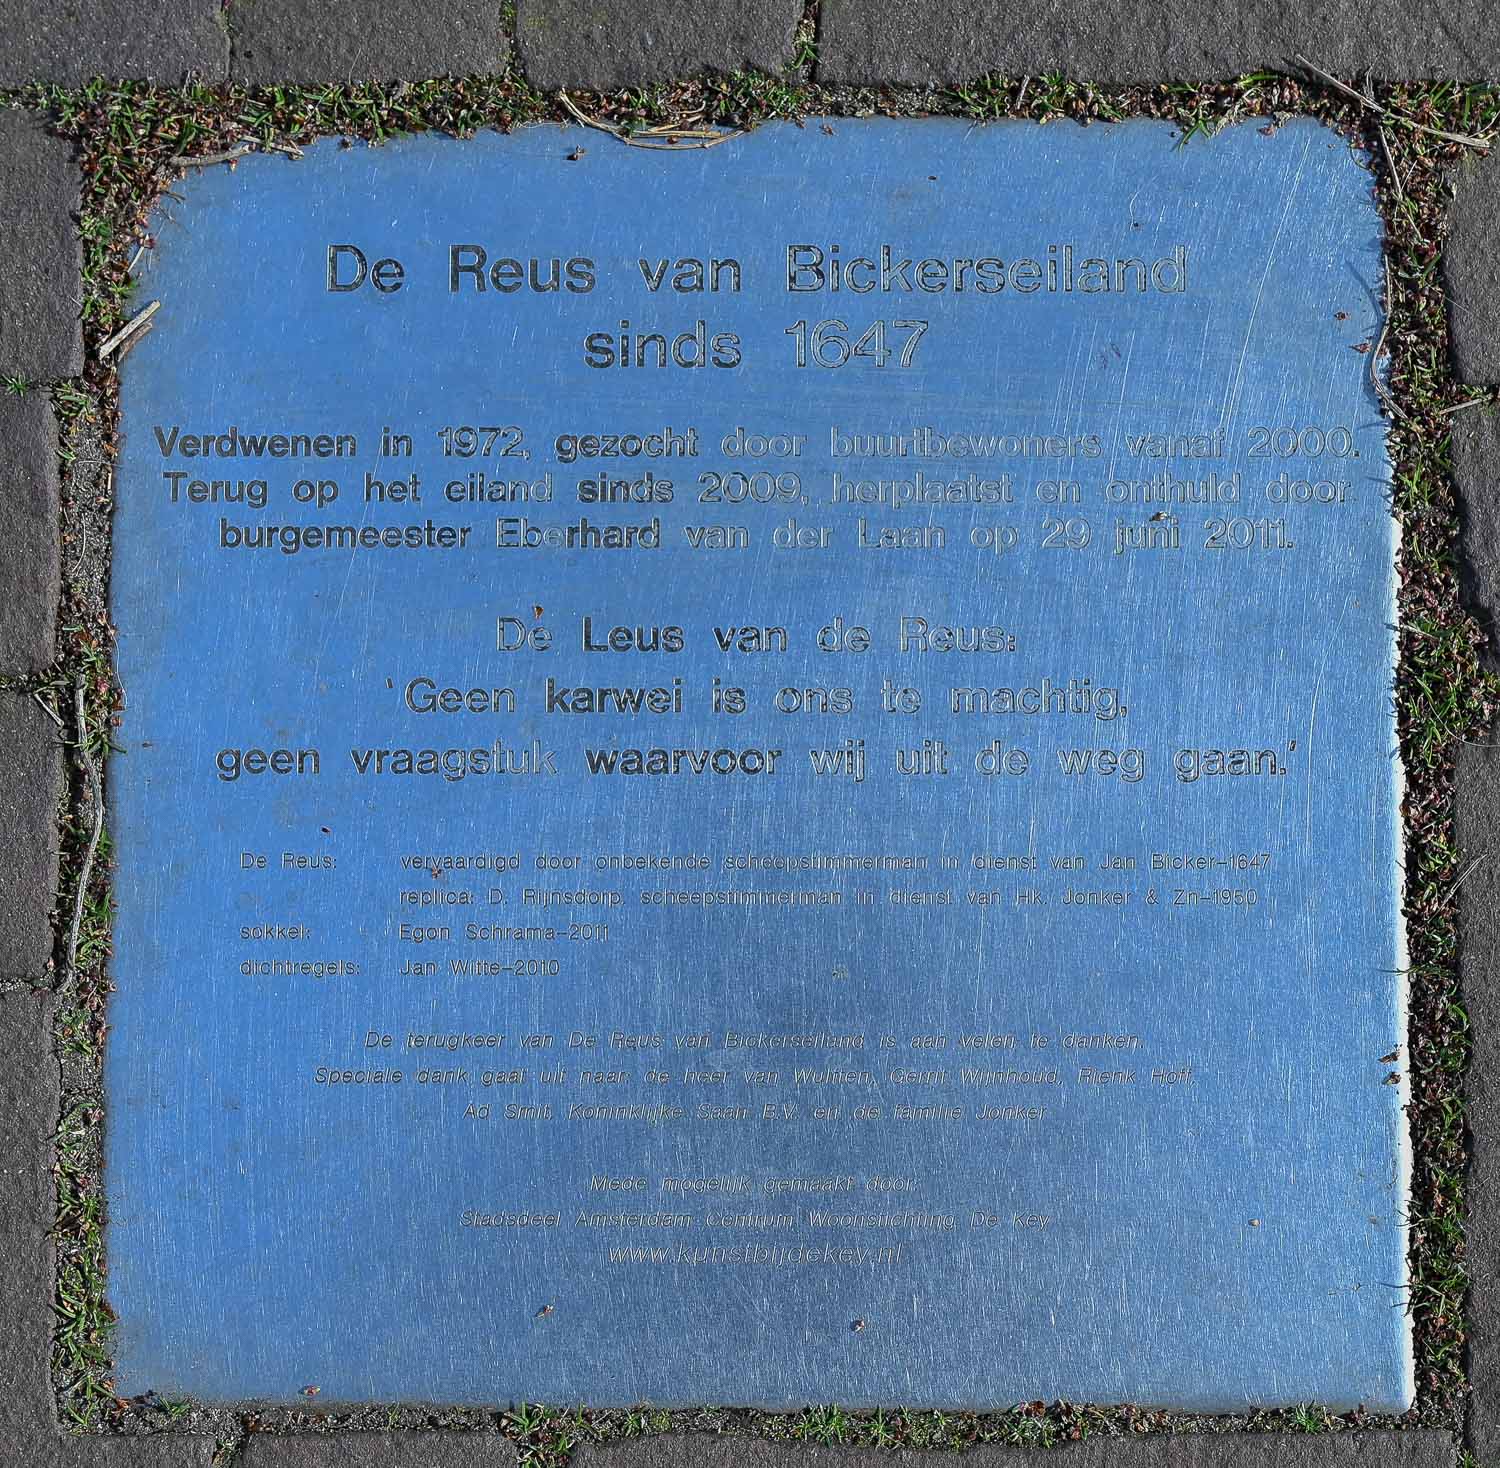 De Reus van Bickerseiland
sinds 1647
Verdwenen in 1972, gezocht door buurtbewoners vanaf 2000.
Terug op het eiland sinds 2009, herplaatst en onthuld door
burgemeester Eberhard van der Laan op 29 juni 2011.
De Leus van de Reus:
'Geen karwei is ons te machtig,
geen vraagstuk waarvoor wij uit de weg gaan.'
De Reus: vervaardigd door onbekende scheepstimmerman in dienst van Jan Bicker-1647
replica: D. Rijnsdorp, scheepstimmerman in dienst van Hk. Jonker & Zn-1950
sokkel: Egon Schrama-2011
dichtregels: Jan Witte-2010
De terugkeer van De Reus van Bickerseiland is aan velen te danken.
Speciale dank gaat uit naar: de heer van Wulften, Gerrit Wijnhoud, Rienk Hoff,
Ad Smit, Koninklijke Saan B.V. en de familie Jonker
Mede mogelijk gemaakt door:
Stadsdeel Amsterdam Centrum, Woonstichting De Key
www.kunstbijdekey.nl